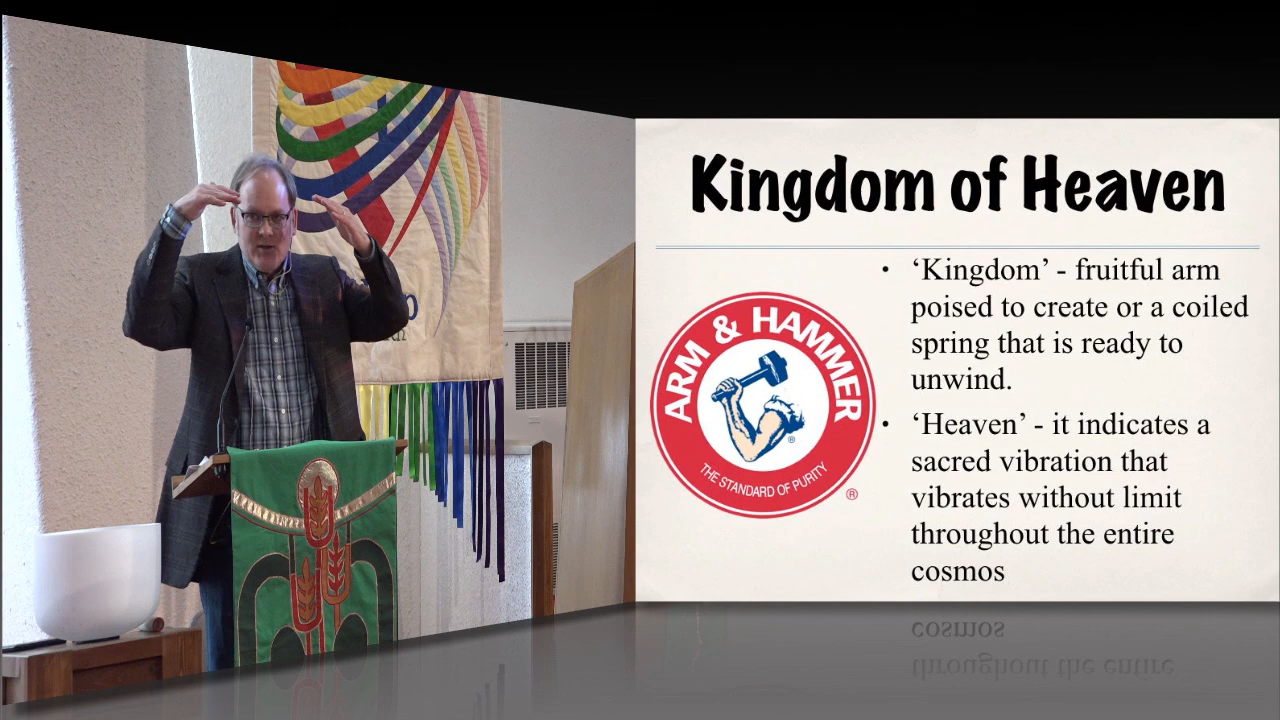 Kingdom of Heaven
ARM & HAMMER
®
THE STANDARD OF PURITY
®
• ‘Kingdom’ - fruitful arm
poised to create or a coiled
spring that is ready to
unwind.
• ‘Heaven’ - it indicates a
sacred vibration that
vibrates without limit
throughout the entire
cosmos